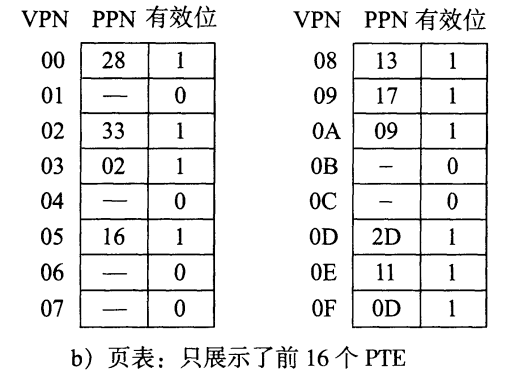 VPN PPN 有效位 VPN PPN 有效位
00 28 1 08 13 1
01 — 0 09 17 1
02 33 1 0A 09 1
03 02 1 0B – 0
04 — 0 0C – 0
05 16 1 0D 2D 1
06 — 0 0E 11 1
07 — 0 0F 0D 1
b）页表：只展示了前 16 个 PTE